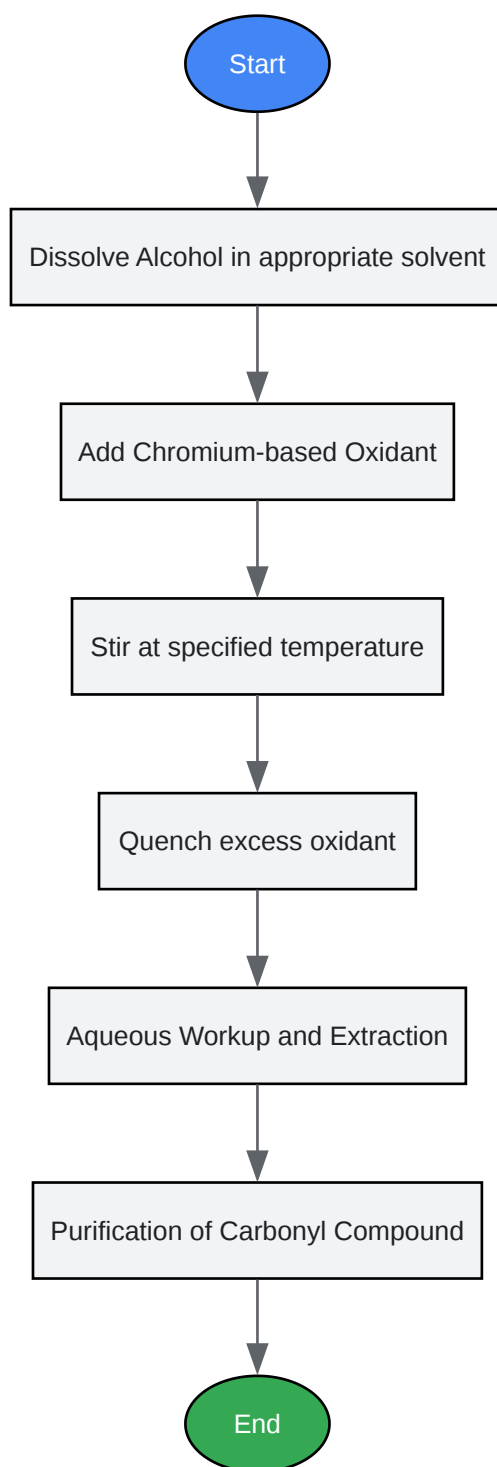 Start
Dissolve Alcohol in appropriate solvent
Add Chromium-based Oxidant
Stir at specified temperature
Quench excess oxidant
Aqueous Workup and Extraction
Purification of Carbonyl Compound
End